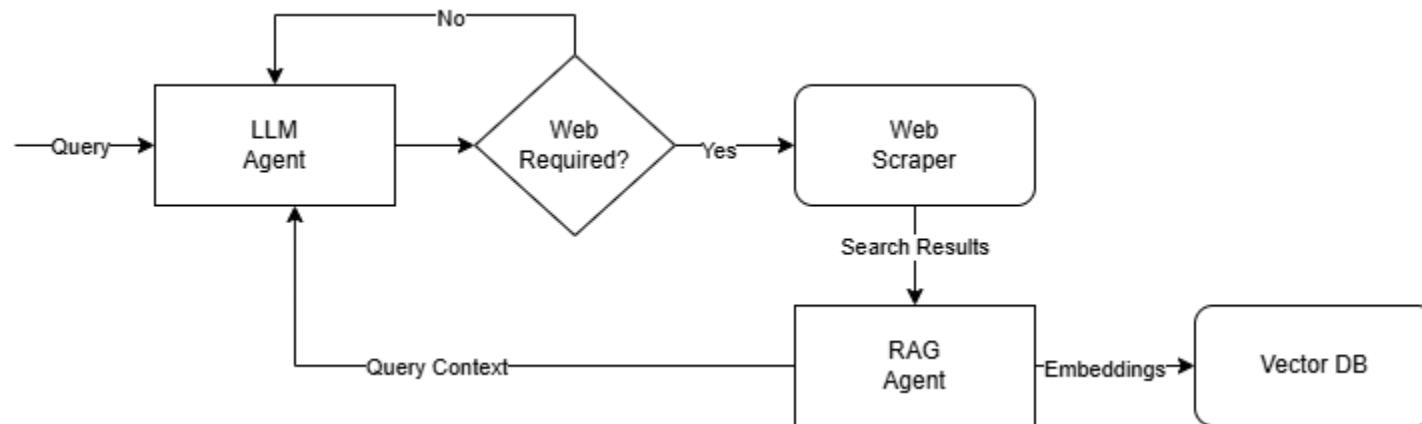 No
Query
LLM
Agent
Web
Required?
Yes
Web
Scraper
Search Results
Query Context
RAG
Agent
Embeddings
Vector DB